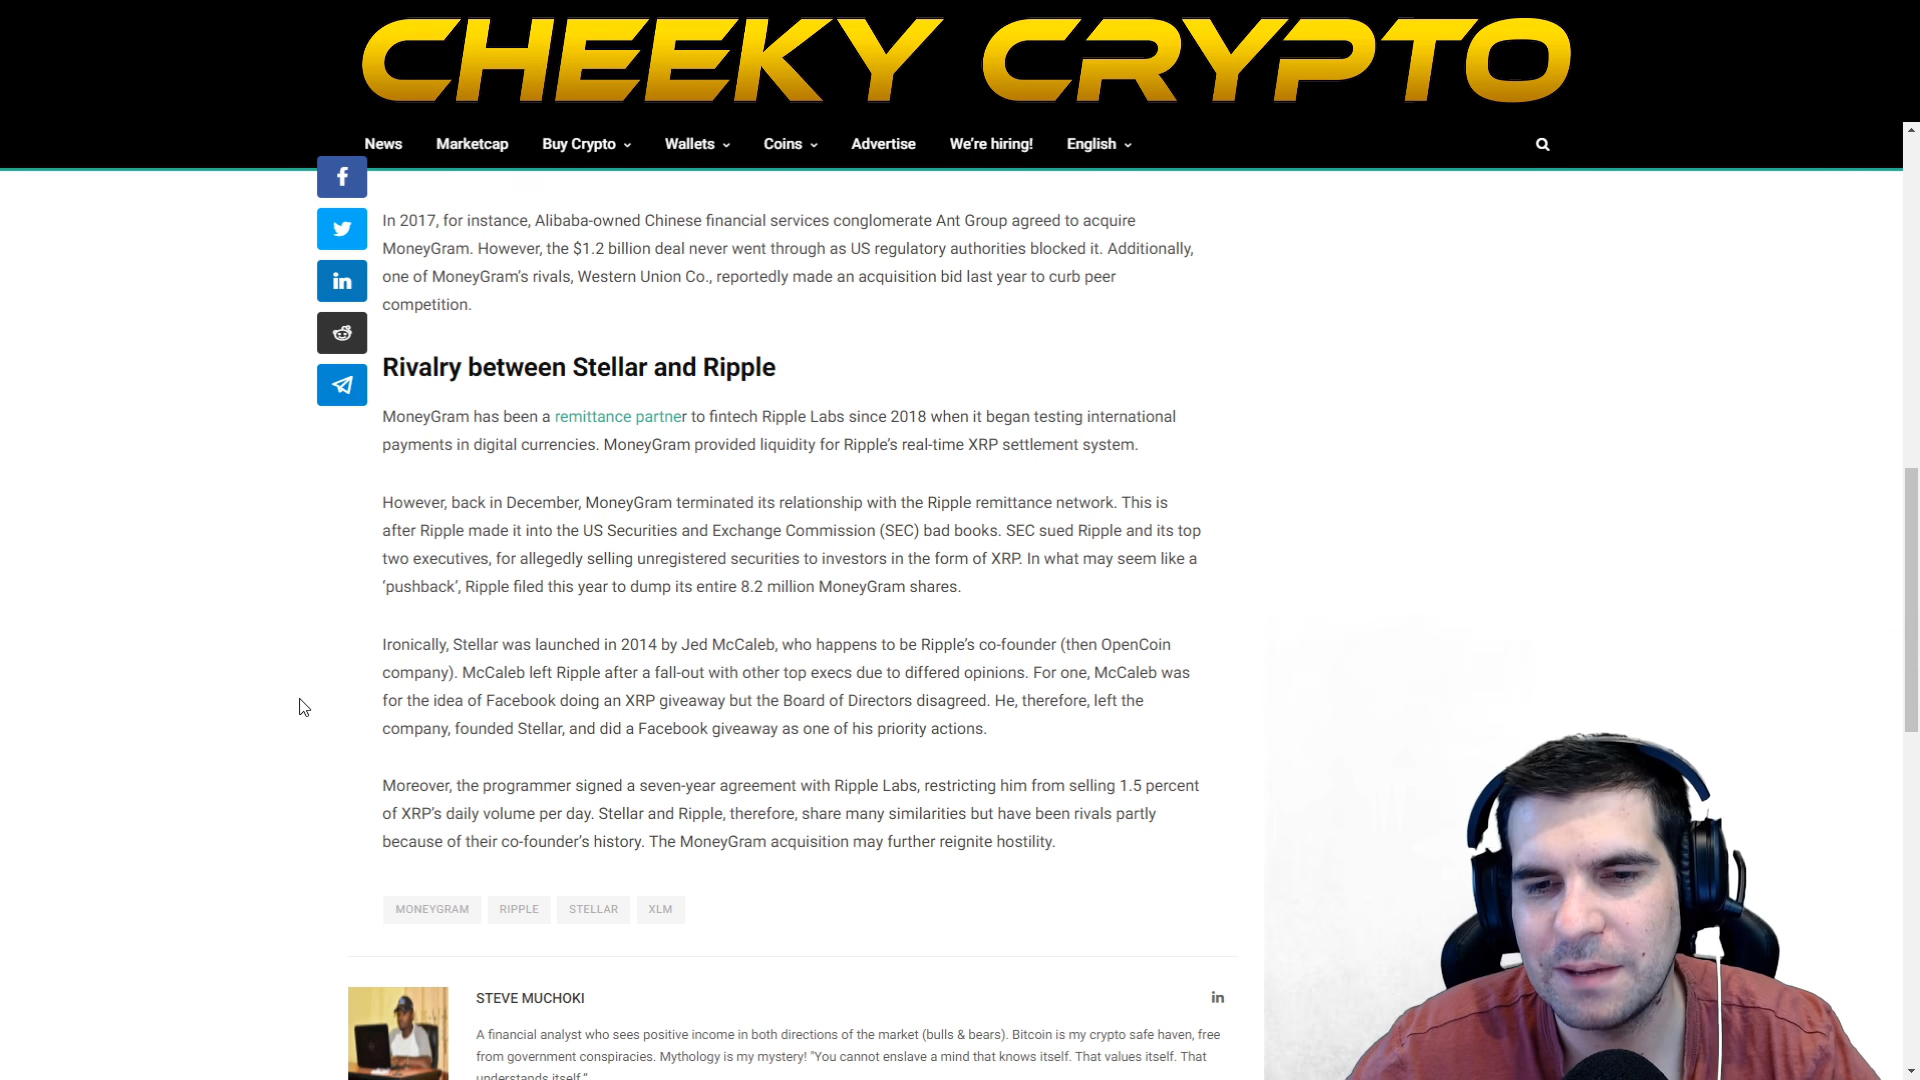 CHEEKY CRYPTO
News Marketcap Buy Crypto Wallets Coins Advertise We're hiring! English
In 2017, for instance, Alibaba-owned Chinese financial services conglomerate Ant Group agreed to acquire
MoneyGram. However, the $1.2 billion deal never went through as US regulatory authorities blocked it. Additionally,
one of MoneyGram's rivals, Western Union Co., reportedly made an acquisition bid last year to curb peer
competition.
Rivalry between Stellar and Ripple
MoneyGram has been a remittance partner to fintech Ripple Labs since 2018 when it began testing international
payments in digital currencies. MoneyGram provided liquidity for Ripple's real-time XRP settlement system.
However, back in December, MoneyGram terminated its relationship with the Ripple remittance network. This is
after Ripple made it into the US Securities and Exchange Commission (SEC) bad books. SEC sued Ripple and its top
two executives, for allegedly selling unregistered securities to investors in the form of XRP. In what may seem like a
‘pushback’, Ripple filed this year to dump its entire 8.2 million MoneyGram shares.
Ironically, Stellar was launched in 2014 by Jed McCaleb, who happens to be Ripple's co-founder (then OpenCoin
company). McCaleb left Ripple after a fall-out with other top execs due to differed opinions. For one, McCaleb was
for the idea of Facebook doing an XRP giveaway but the Board of Directors disagreed. He, therefore, left the
company, founded Stellar, and did a Facebook giveaway as one of his priority actions.
Moreover, the programmer signed a seven-year agreement with Ripple Labs, restricting him from selling 1.5 percent
of XRP's daily volume per day. Stellar and Ripple, therefore, share many similarities but have been rivals partly
because of their co-founder's history. The MoneyGram acquisition may further reignite hostility.
MONEYGRAM RIPPLE STELLAR XLM
STEVE MUCHOKI
A financial analyst who sees positive income in both directions of the market (bulls & bears). Bitcoin is my crypto safe haven, free
from government conspiracies. Mythology is my mystery! "You cannot enslave a mind that knows itself. That values itself. That
understands itself."